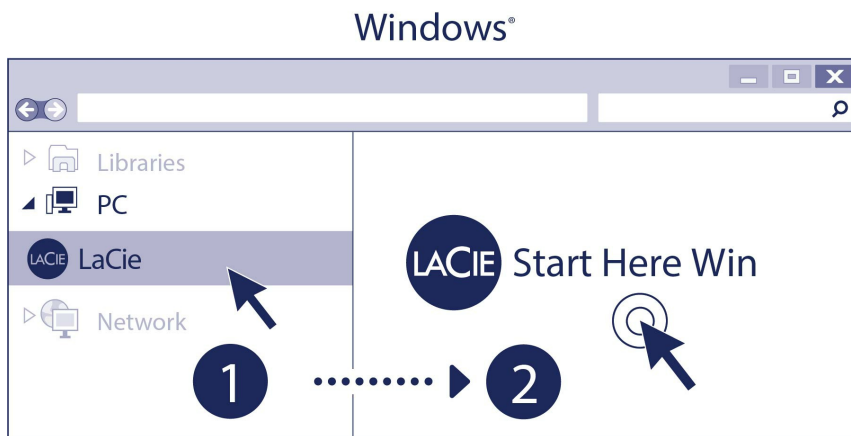 Windows®
Libraries
PC
LACIE LaCie
Network
LACIE Start Here Win
1
2